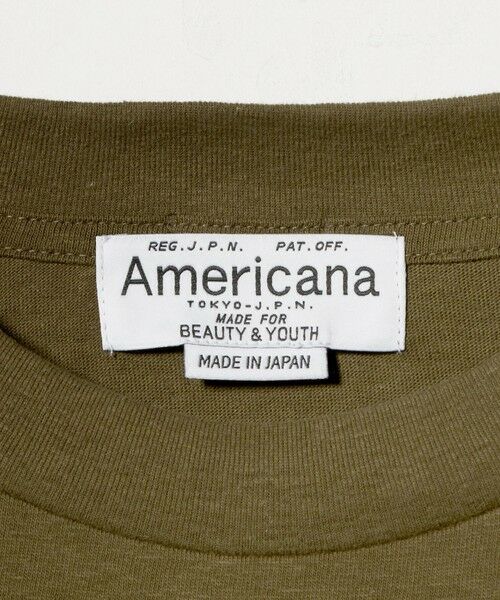 REG.J.P.N. PAT.OFF.
Americana
TOKYO-J.P.N.
MADE FOR
BEAUTY & YOUTH
MADE IN JAPAN